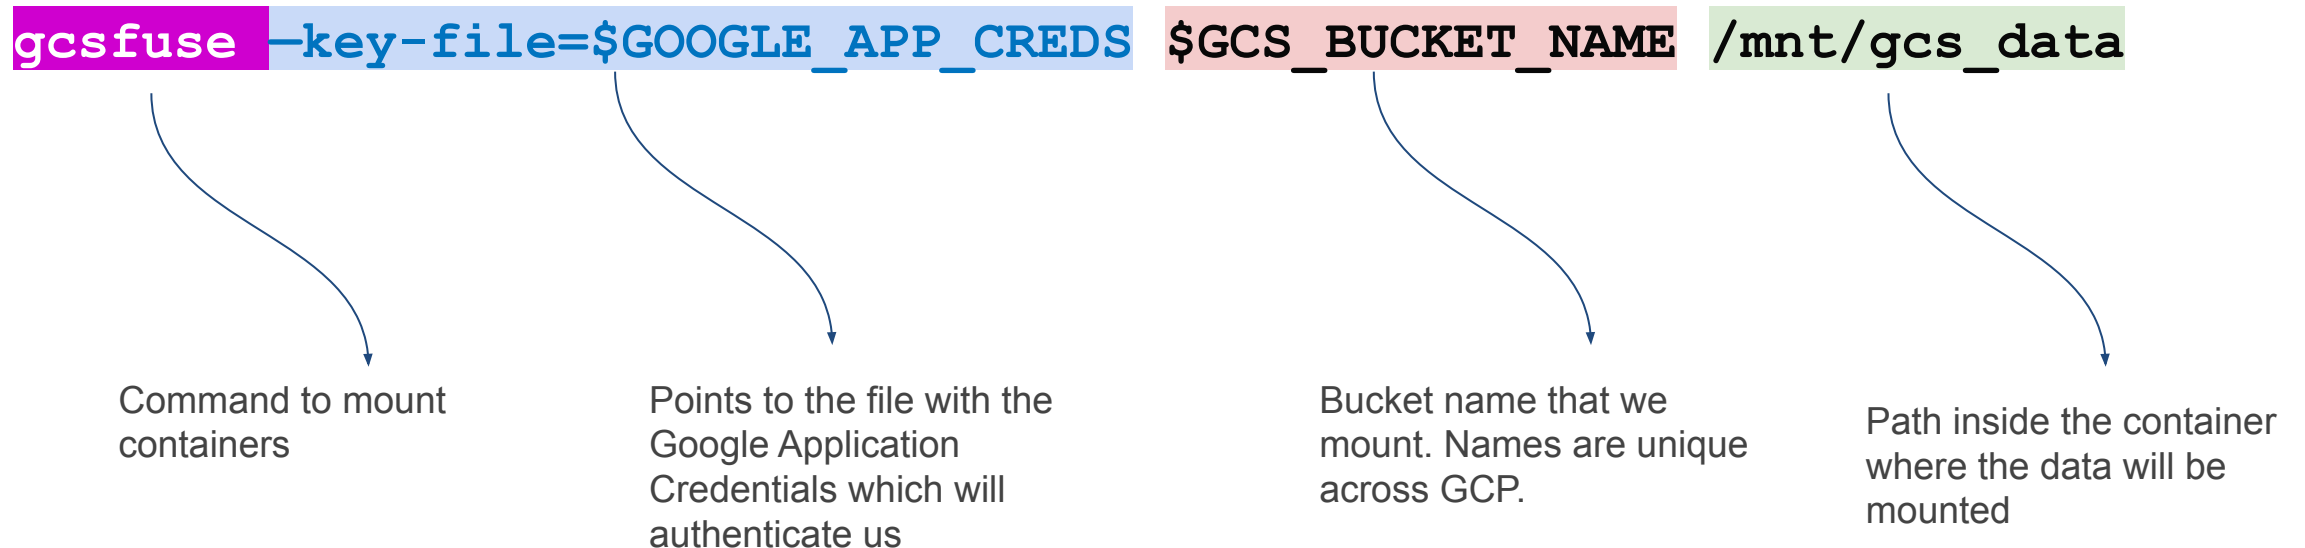 gcsfuse –key-file=$GOOGLE_APP_CREDS $GCS_BUCKET_NAME /mnt/gcs_data
Command to mount
containers
Points to the file with the
Google Application
Credentials which will
authenticate us
Bucket name that we
mount. Names are unique
across GCP.
Path inside the container
where the data will be
mounted